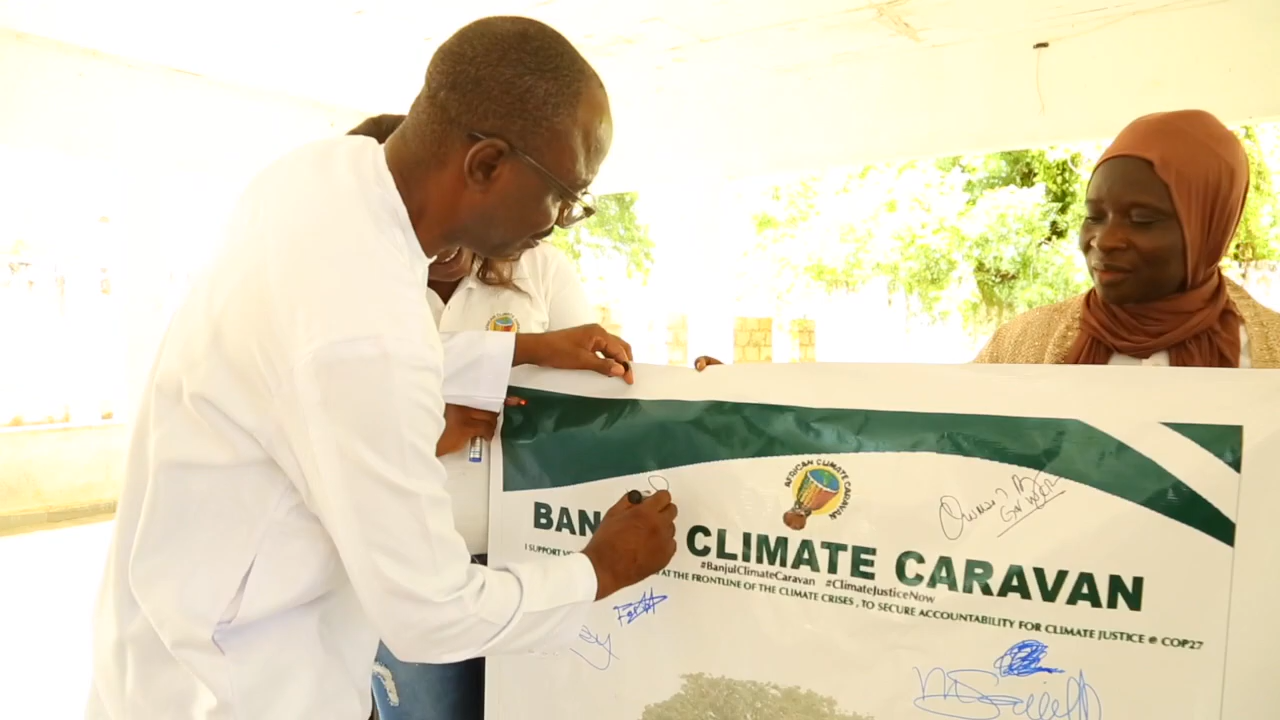 AFRICAN CLIMATE CARAVAN
BAN CLIMATE CARAVAN
#BanjulClimateCaravan #ClimateJusticeNow
I SUPPORT AT THE FRONTLINE OF THE CLIMATE CRISES , TO SECURE ACCOUNTABILITY FOR CLIMATE JUSTICE @ COP27